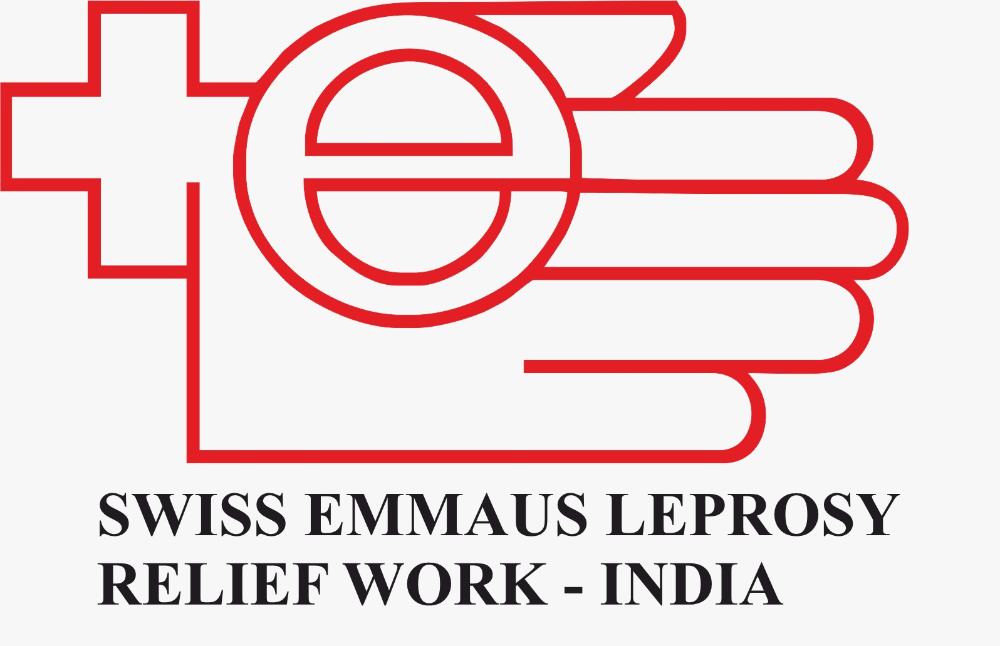 e
SWISS EMMAUS LEPROSY
RELIEF WORK - INDIA